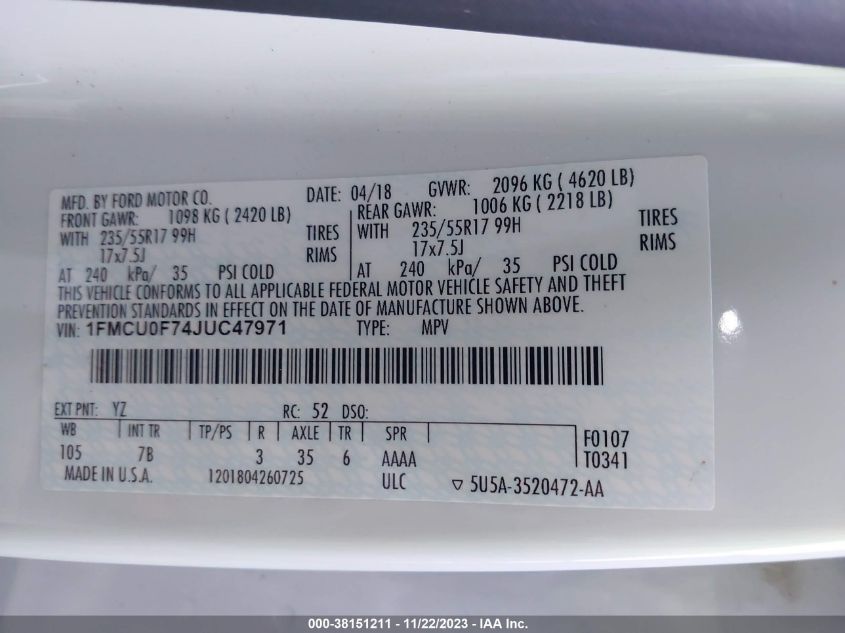 MFD. BY FORD MOTOR CO. DATE: 04/18 GVWR: 2096 KG ( 4620 LB)
FRONT GAWR: 1098 KG ( 2420 LB) REAR GAWR: 1006 KG ( 2218 LB)
WITH 235/55R17 99H TIRES WITH 235/55R17 99H TIRES
17x7.5J RIMS 17x7.5J RIMS
AT 240 kPa/ 35 PSI COLD AT 240 kPa/ 35 PSI COLD
THIS VEHICLE CONFORMS TO ALL APPLICABLE FEDERAL MOTOR VEHICLE SAFETY AND THEFT
PREVENTION STANDARDS IN EFFECT ON THE DATE OF MANUFACTURE SHOWN ABOVE.
VIN: 1FMCU0F74JUC47971 TYPE: MPV
EXT PNT: YZ RC: 52 DSO:
WB INT TR TP/PS R AXLE TR SPR F0107
105 7B 3 35 6 AAAA T0341
MADE IN U.S.A. 1201804260725 ULC ▽ 5U5A-3520472-AA
000-38151211 - 11/22/2023 - IAA Inc.